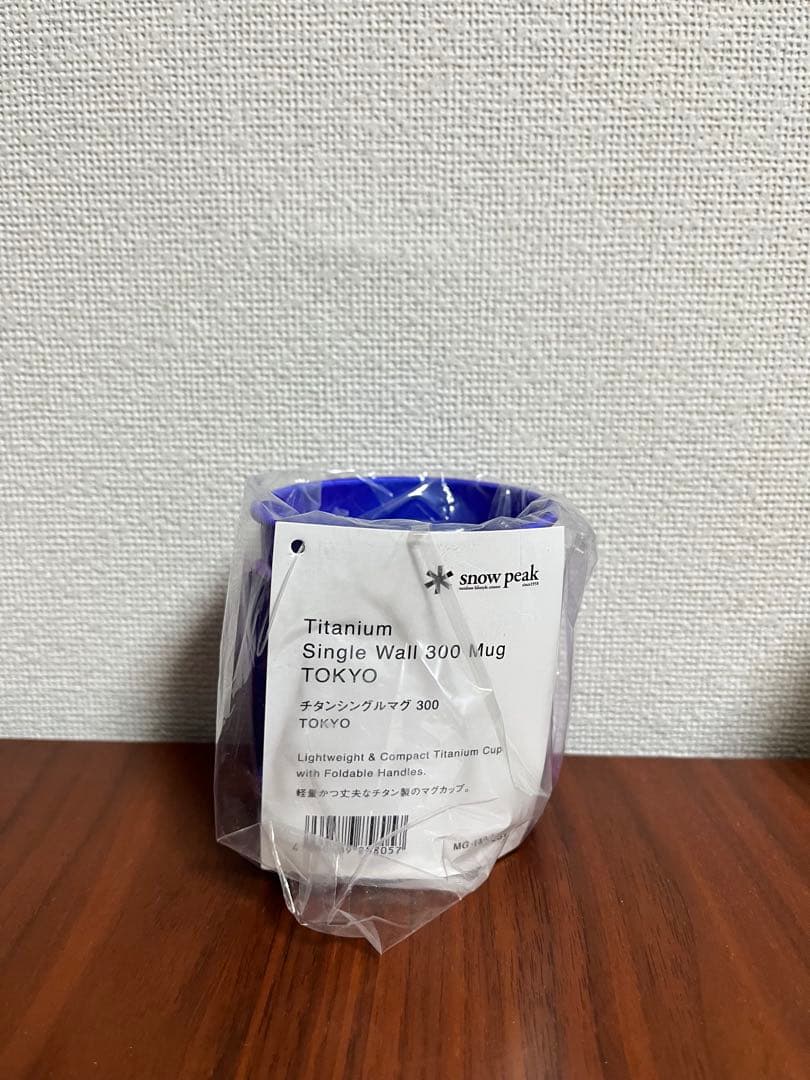 snow peak
Titanium
Single Wall 300 Mug
TOKYO
チタンシングルマグ 300
TOKYO
Lightweight & Compact Titanium Cup
with Foldable Handles.
軽量かつ丈夫なチタン製のマグカップ。